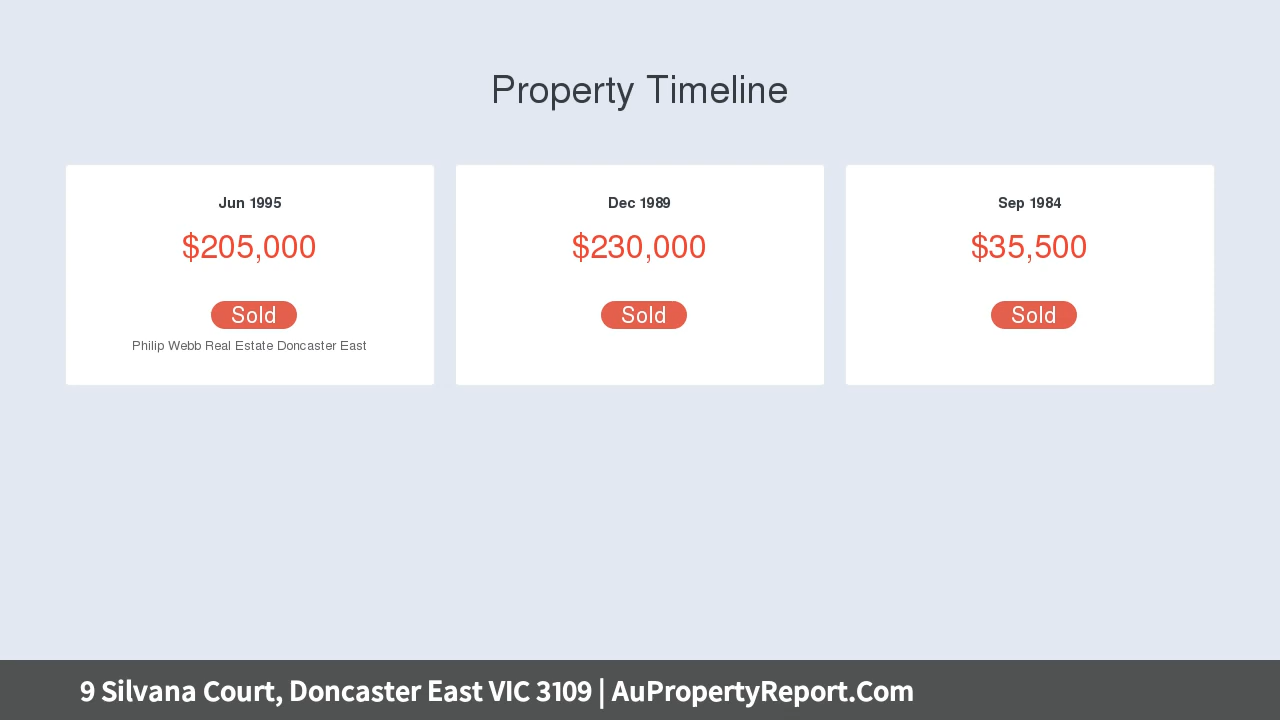 Property Timeline
Jun 1995
$205,000
Sold
Philip Webb Real Estate Doncaster East
Dec 1989
$230,000
Sold
Sep 1984
$35,500
Sold
9 Silvana Court, Doncaster East VIC 3109 | AuPropertyReport.Com